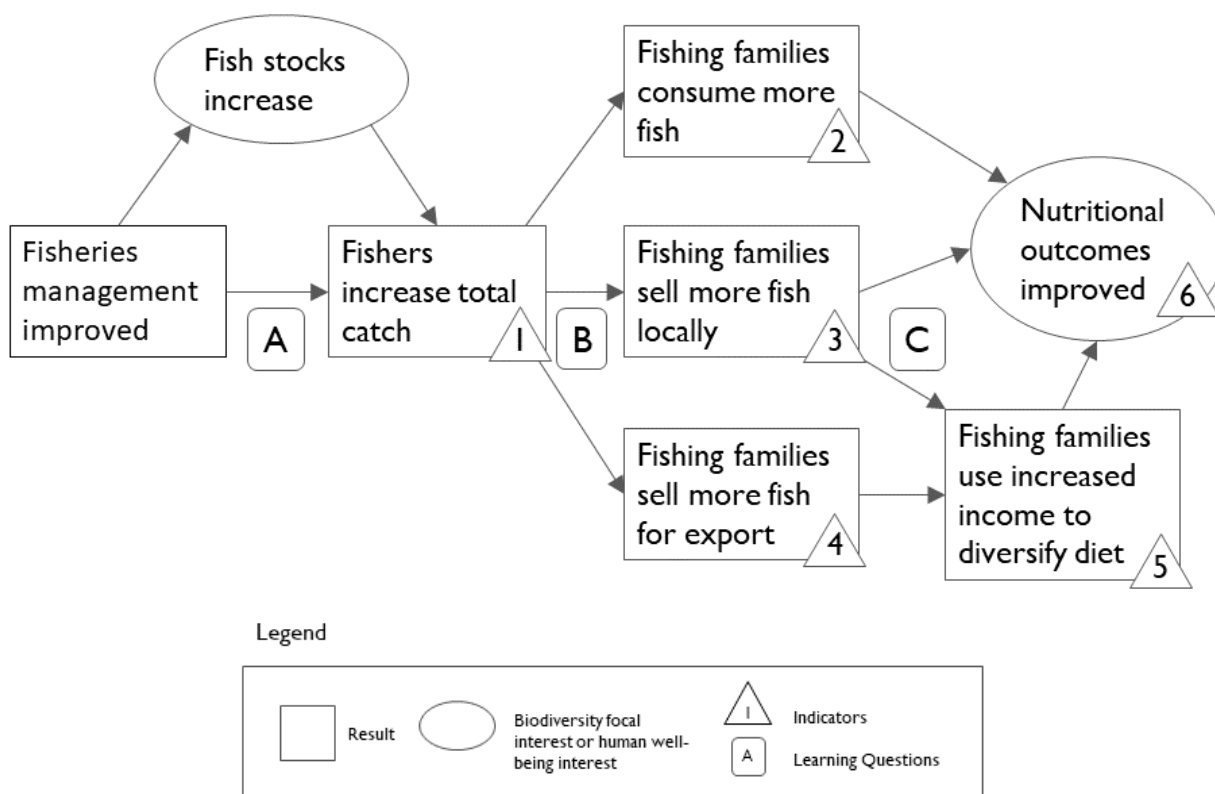 Fish stocks
increase
Fisheries
management
improved
A
Fishers
increase total
catch
1
B
Fishing families
consume more
fish
2
Fishing families
sell more fish
locally
3
C
Fishing families
sell more fish
for export
4
Nutritional
outcomes
improved
6
Fishing families
use increased
income to
diversify diet
5
Legend
Result
Biodiversity focal
interest or human well-
being interest
1
Indicators
A
Learning Questions